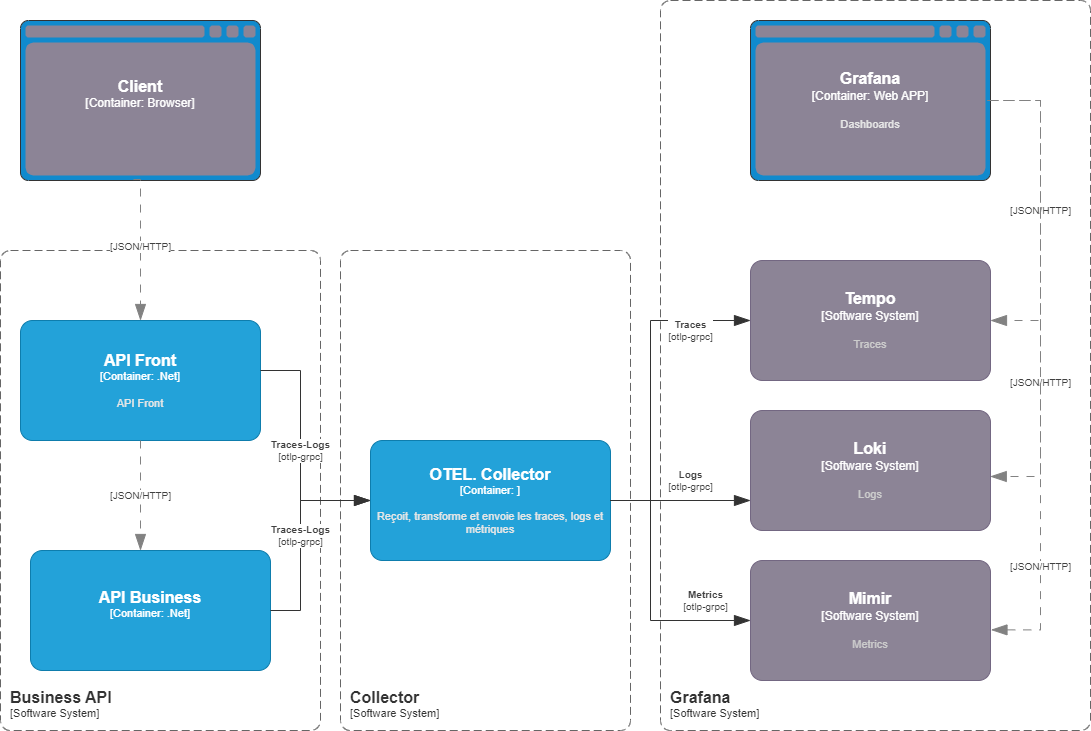 Client
[Container: Browser]
[JSON/HTTP]
API Front
[Container: .Net]
API Front
[JSON/HTTP]
API Business
[Container: .Net]
Business API
[Software System]
Traces-Logs
[otlp-grpc]
Traces-Logs
[otlp-grpc]
OTEL. Collector
[Container: ]
Reçoit, transforme et envoie les traces, logs et
métriques
Collector
[Software System]
Traces
[otlp-grpc]
Logs
[otlp-grpc]
Metrics
[otlp-grpc]
Grafana
[Container: Web APP]
Dashboards
[JSON/HTTP]
Tempo
[Software System]
Traces
[JSON/HTTP]
Loki
[Software System]
Logs
[JSON/HTTP]
Mimir
[Software System]
Metrics
Grafana
[Software System]